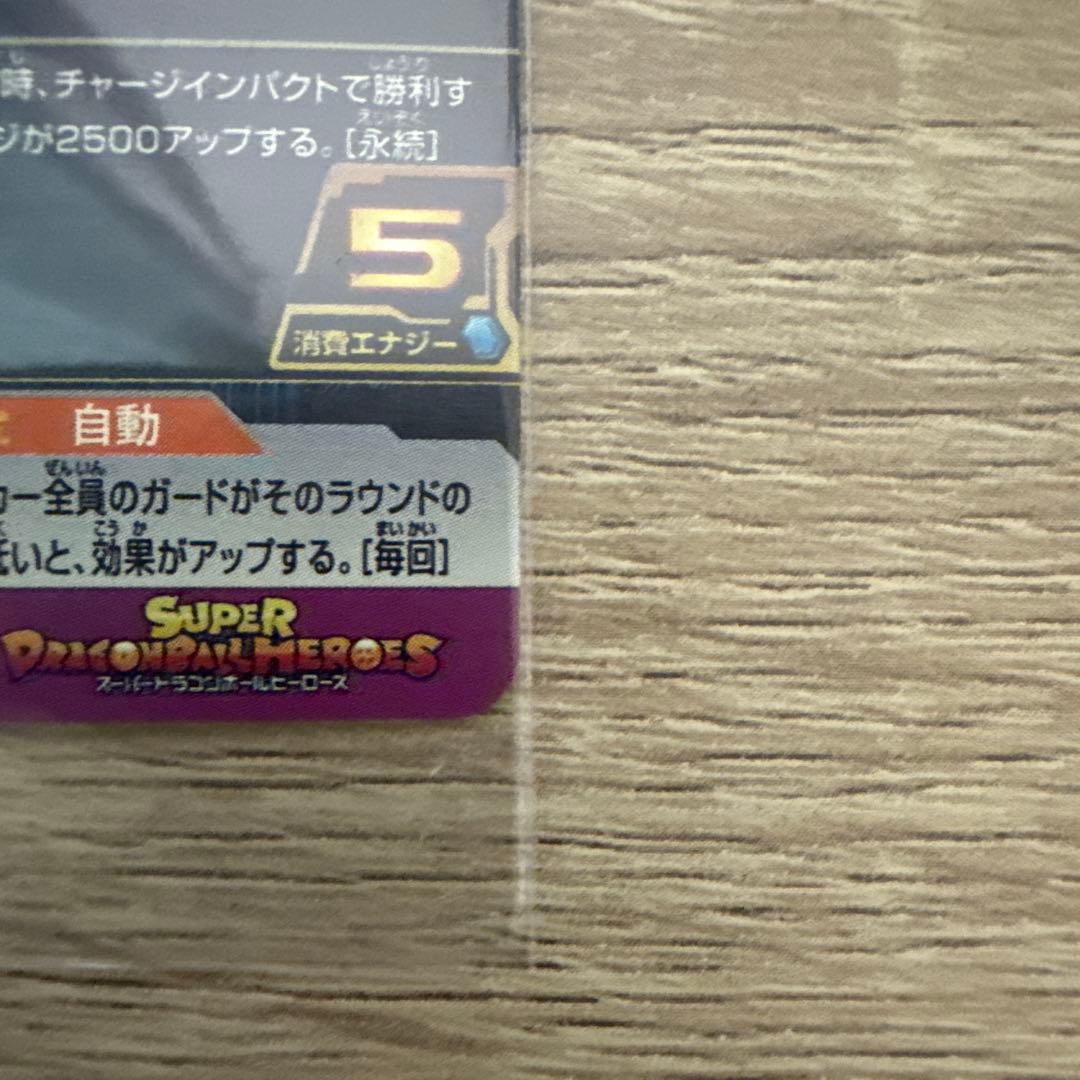 時、チャージインパクトで勝利す
ジが2500アップする。[永続]
5
消費エナジー
自動
カー全員のガードがそのラウンドの
低いと、効果がアップする。[毎回]
SUPER
DRAGONBALL HEROES
スーパードラゴンボールヒーローズ